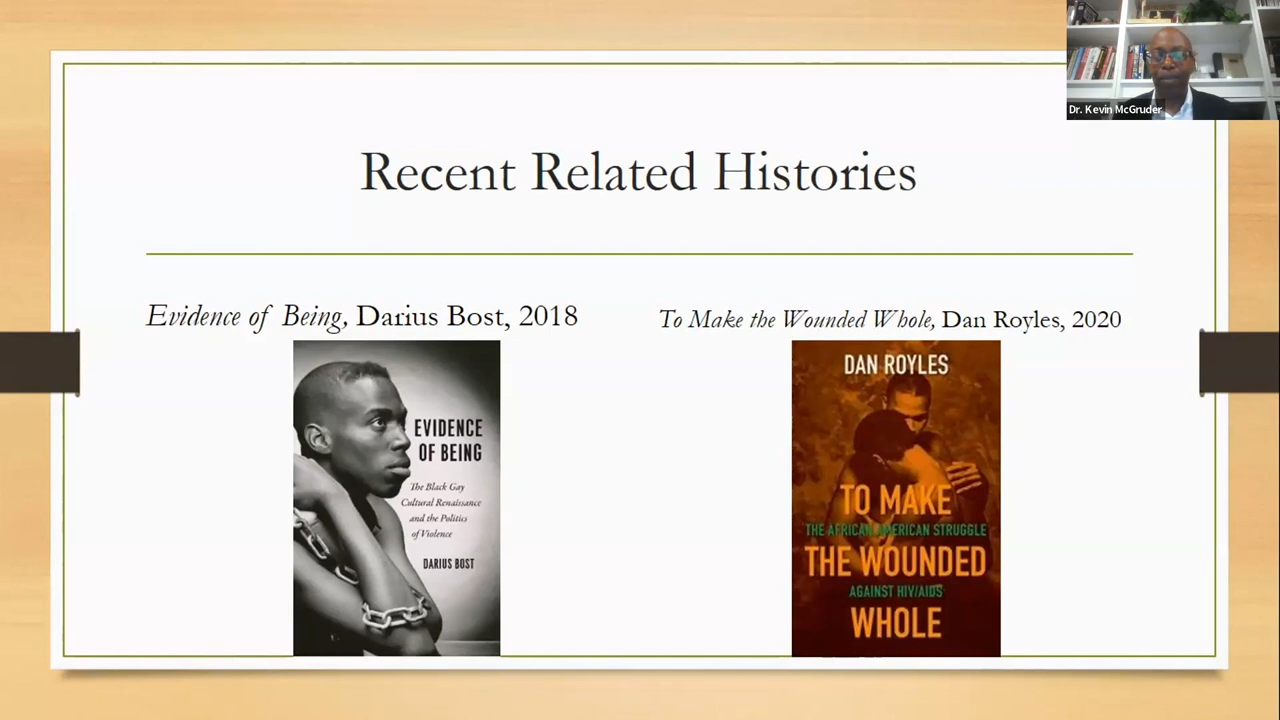 Dr. Kevin McGruder
Recent Related Histories
Evidence of Being, Darius Bost, 2018
EVIDENCE
OF BEING
The Black Gay
Cultural Renaissance
and the Politics
of Violence
DARIUS BOST
To Make the Wounded Whole, Dan Royles, 2020
DAN ROYLES
TO MAKE
THE AFRICAN AMERICAN STRUGGLE
THE WOUNDED
AGAINST HIV/AIDS
WHOLE